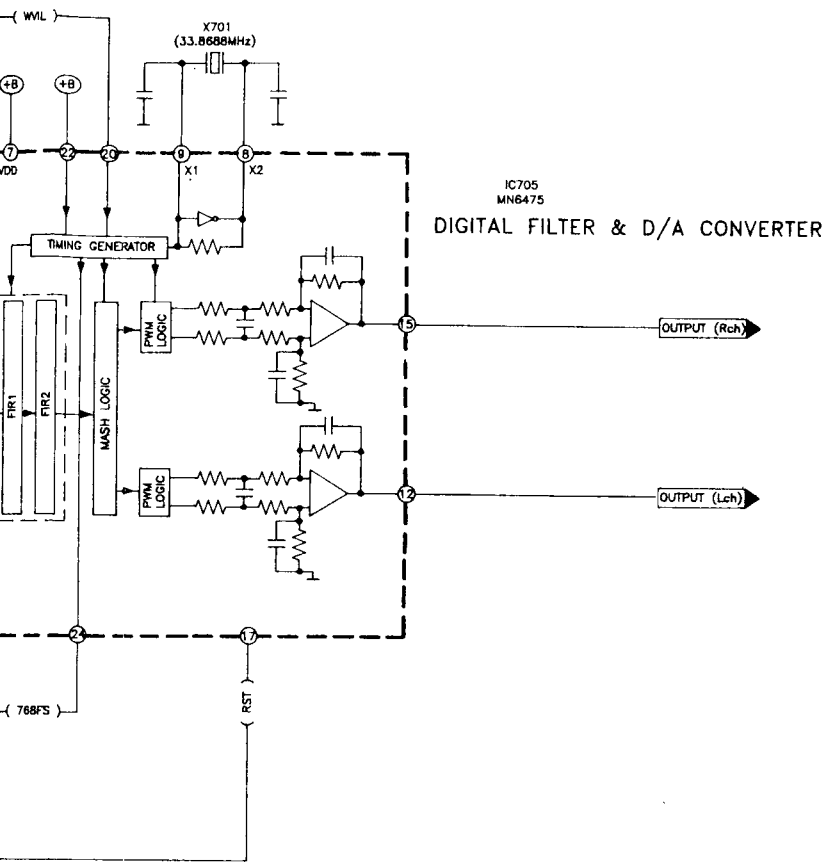 ( WVIL )
X701
(33.8688MHz)
+B
+B
7
22
20
9
8
VDD
X1
X2
IC705
MN6475
DIGITAL FILTER & D/A CONVERTER
TIMING GENERATOR
PWM
LOGIC
15
OUTPUT (Rch)
FIR1
FIR2
MASH LOGIC
PWM
LOGIC
12
OUTPUT (Lch)
24
17
( RST )
( 768FS )